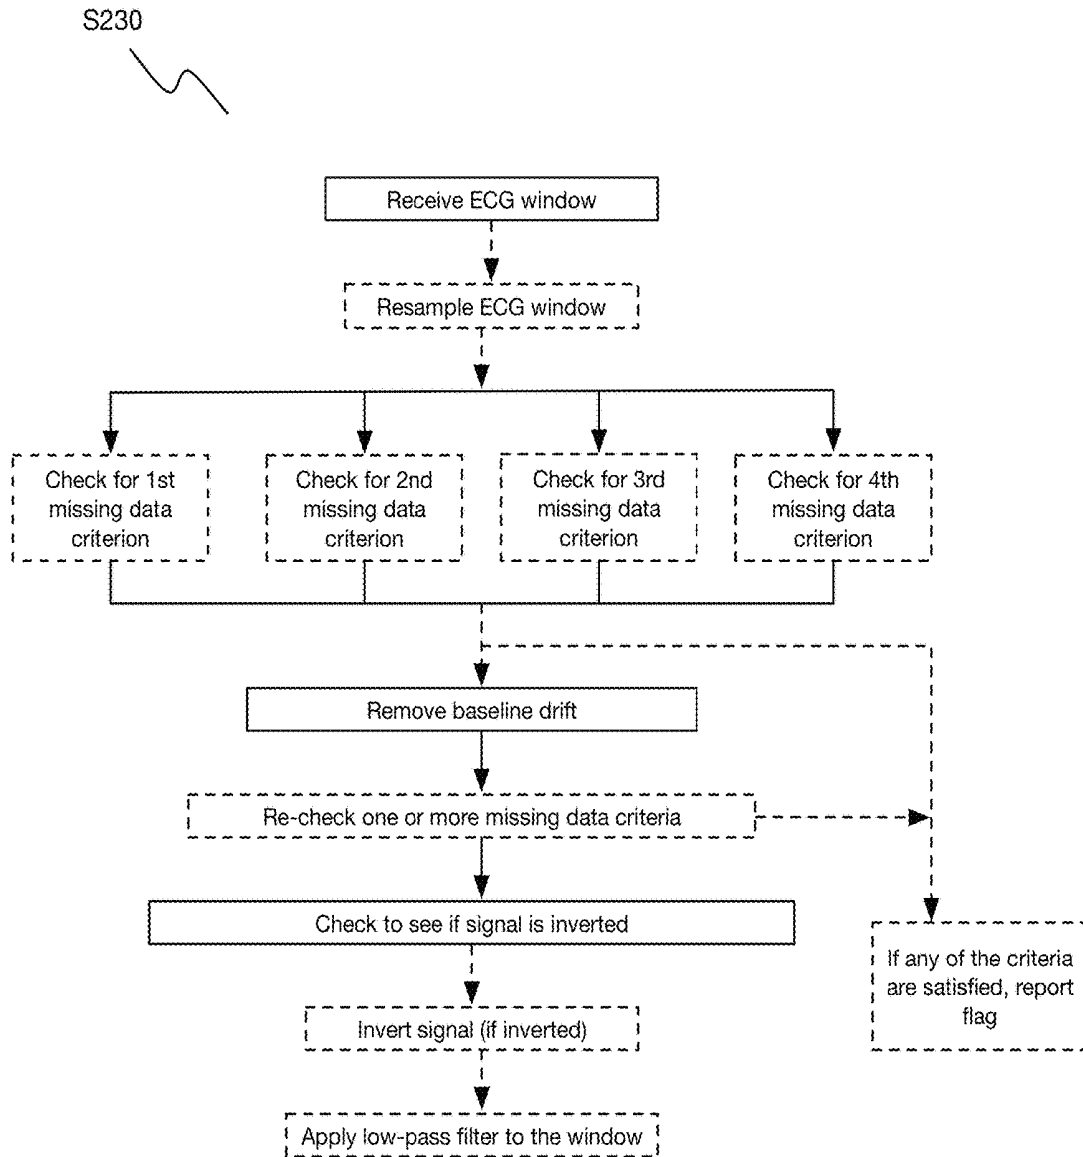 S230
Receive ECG window
Resample ECG window
Check for 1st
missing data
criterion
Check for 2nd
missing data
criterion
Check for 3rd
missing data
criterion
Check for 4th
missing data
criterion
Remove baseline drift
Re-check one or more missing data criteria
Check to see if signal is inverted
If any of the criteria
are satisfied, report
flag
Invert signal (if inverted)
Apply low-pass filter to the window